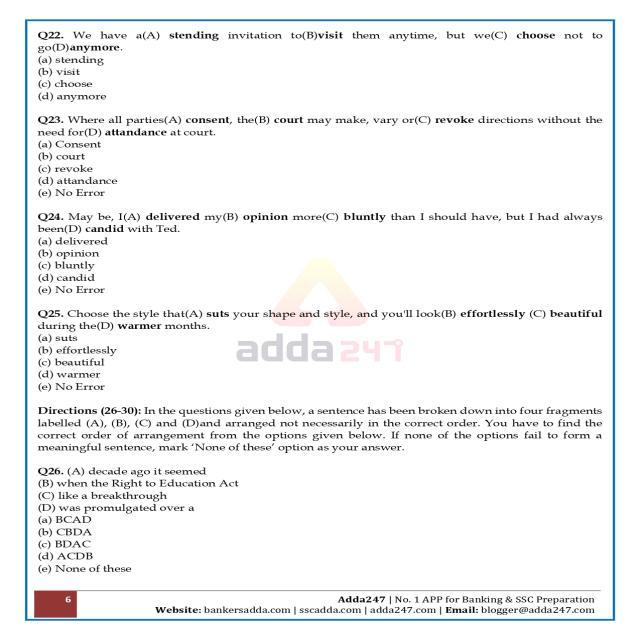 Q22. We have a(A) stending invitation to(B)visit them anytime, but we(C) choose not to
go(D)anymore.
(a) stending
(b) visit
(c) choose
(d) anymore
Q23. Where all parties(A) consent, the(B) court may make, vary or(C) revoke directions without the
need for(D) attandance at court.
(a) Consent
(b) court
(c) revoke
(d) attandance
(e) No Error
Q24. May be, I(A) delivered my(B) opinion more(C) bluntly than I should have, but I had always
been(D) candid with Ted.
(a) delivered
(b) opinion
(c) bluntly
(d) candid
(e) No Error
Q25. Choose the style that(A) suts your shape and style, and you'll look(B) effortlessly (C) beautiful
during the(D) warmer months.
(a) suts
(b) effortlessly
(c) beautiful
(d) warmer
(e) No Error
adda247
Directions (26-30): In the questions given below, a sentence has been broken down into four fragments
labelled (A), (B), (C) and (D)and arranged not necessarily in the correct order. You have to find the
correct order of arrangement from the options given below. If none of the options fail to form a
meaningful sentence, mark ‘None of these’ option as your answer.
Q26. (A) decade ago it seemed
(B) when the Right to Education Act
(C) like a breakthrough
(D) was promulgated over a
(a) BCAD
(b) CBDA
(c) BDAC
(d) ACDB
(e) None of these
6
Adda247 | No. 1 APP for Banking & SSC Preparation
Website: bankersadda.com | sscadda.com | adda247.com | Email: blogger@adda247.com